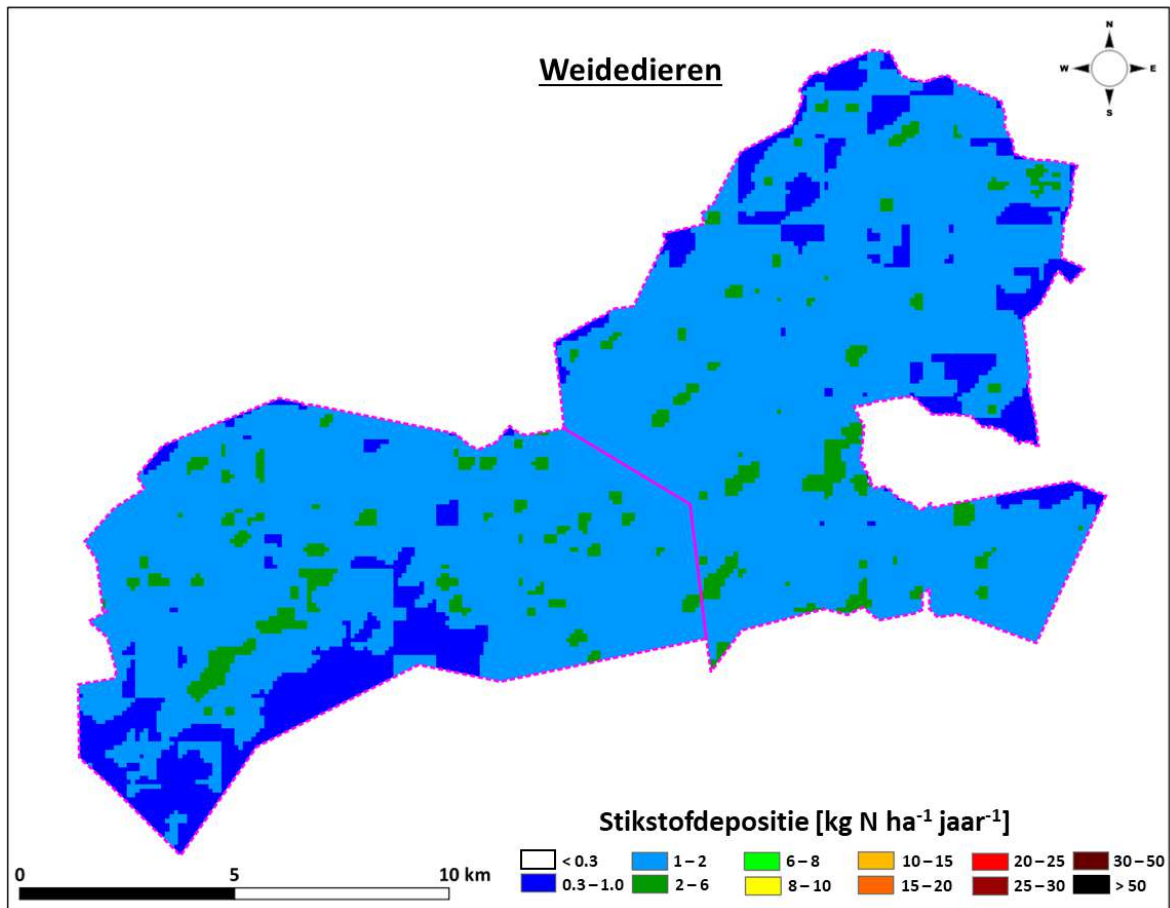 Weidedieren
N
W E
S
Stikstofdepositie [kg N ha⁻¹ jaar⁻¹]
< 0.3 1 – 2 6 – 8 10 – 15 20 – 25 30 – 50
0.3 – 1.0 2 – 6 8 – 10 15 – 20 25 – 30 > 50
0 5 10 km